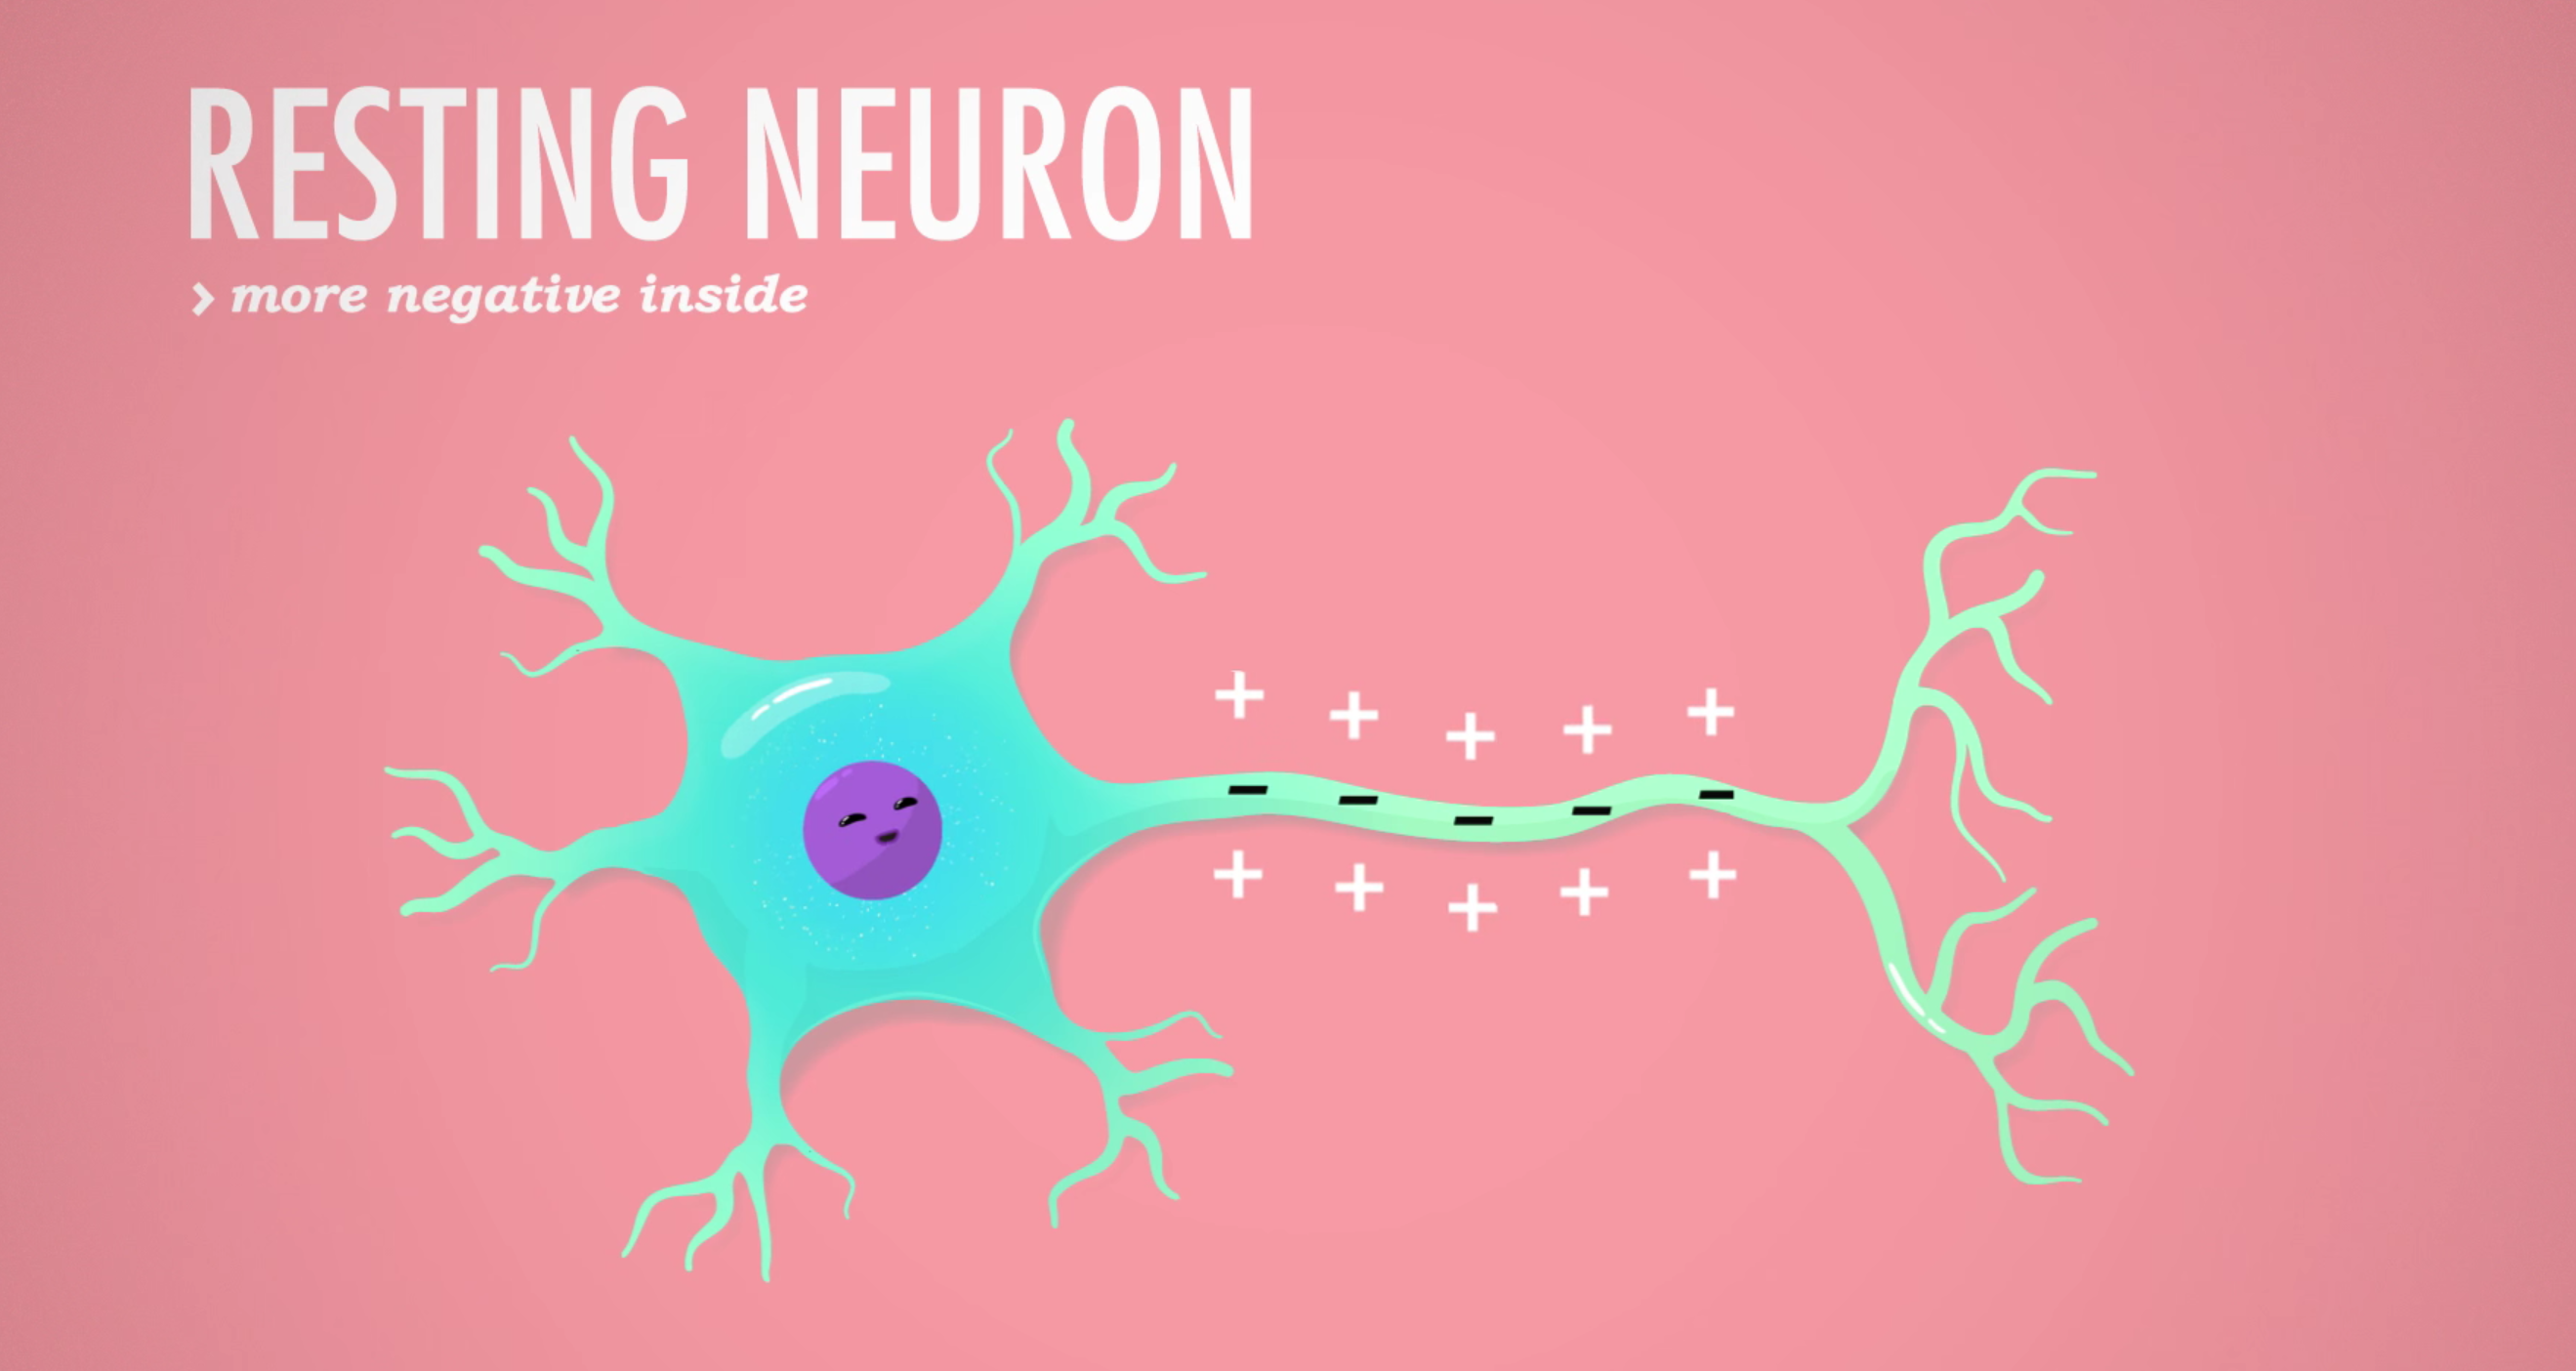 RESTING NEURON
› more negative inside
+ + + + +
- - - - -
+ + + + +